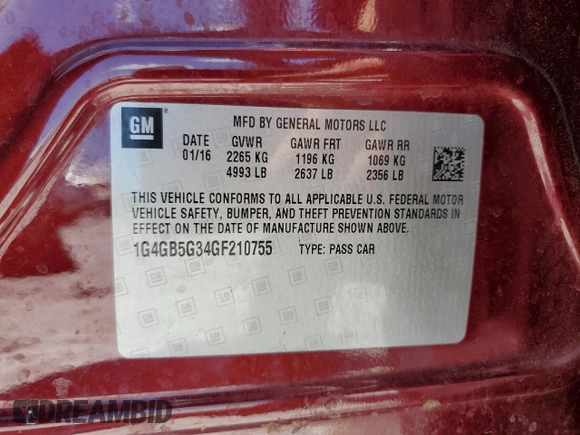 GM
MFD BY GENERAL MOTORS LLC
DATE GVWR GAWR FRT GAWR RR
01/16 2265 KG 1196 KG 1069 KG
4993 LB 2637 LB 2356 LB
THIS VEHICLE CONFORMS TO ALL APPLICABLE U.S. FEDERAL MOTOR
VEHICLE SAFETY, BUMPER, AND THEFT PREVENTION STANDARDS IN
EFFECT ON THE DATE OF MANUFACTURE SHOWN ABOVE.
1G4GB5G34GF210755 TYPE: PASS CAR
DREAMBID